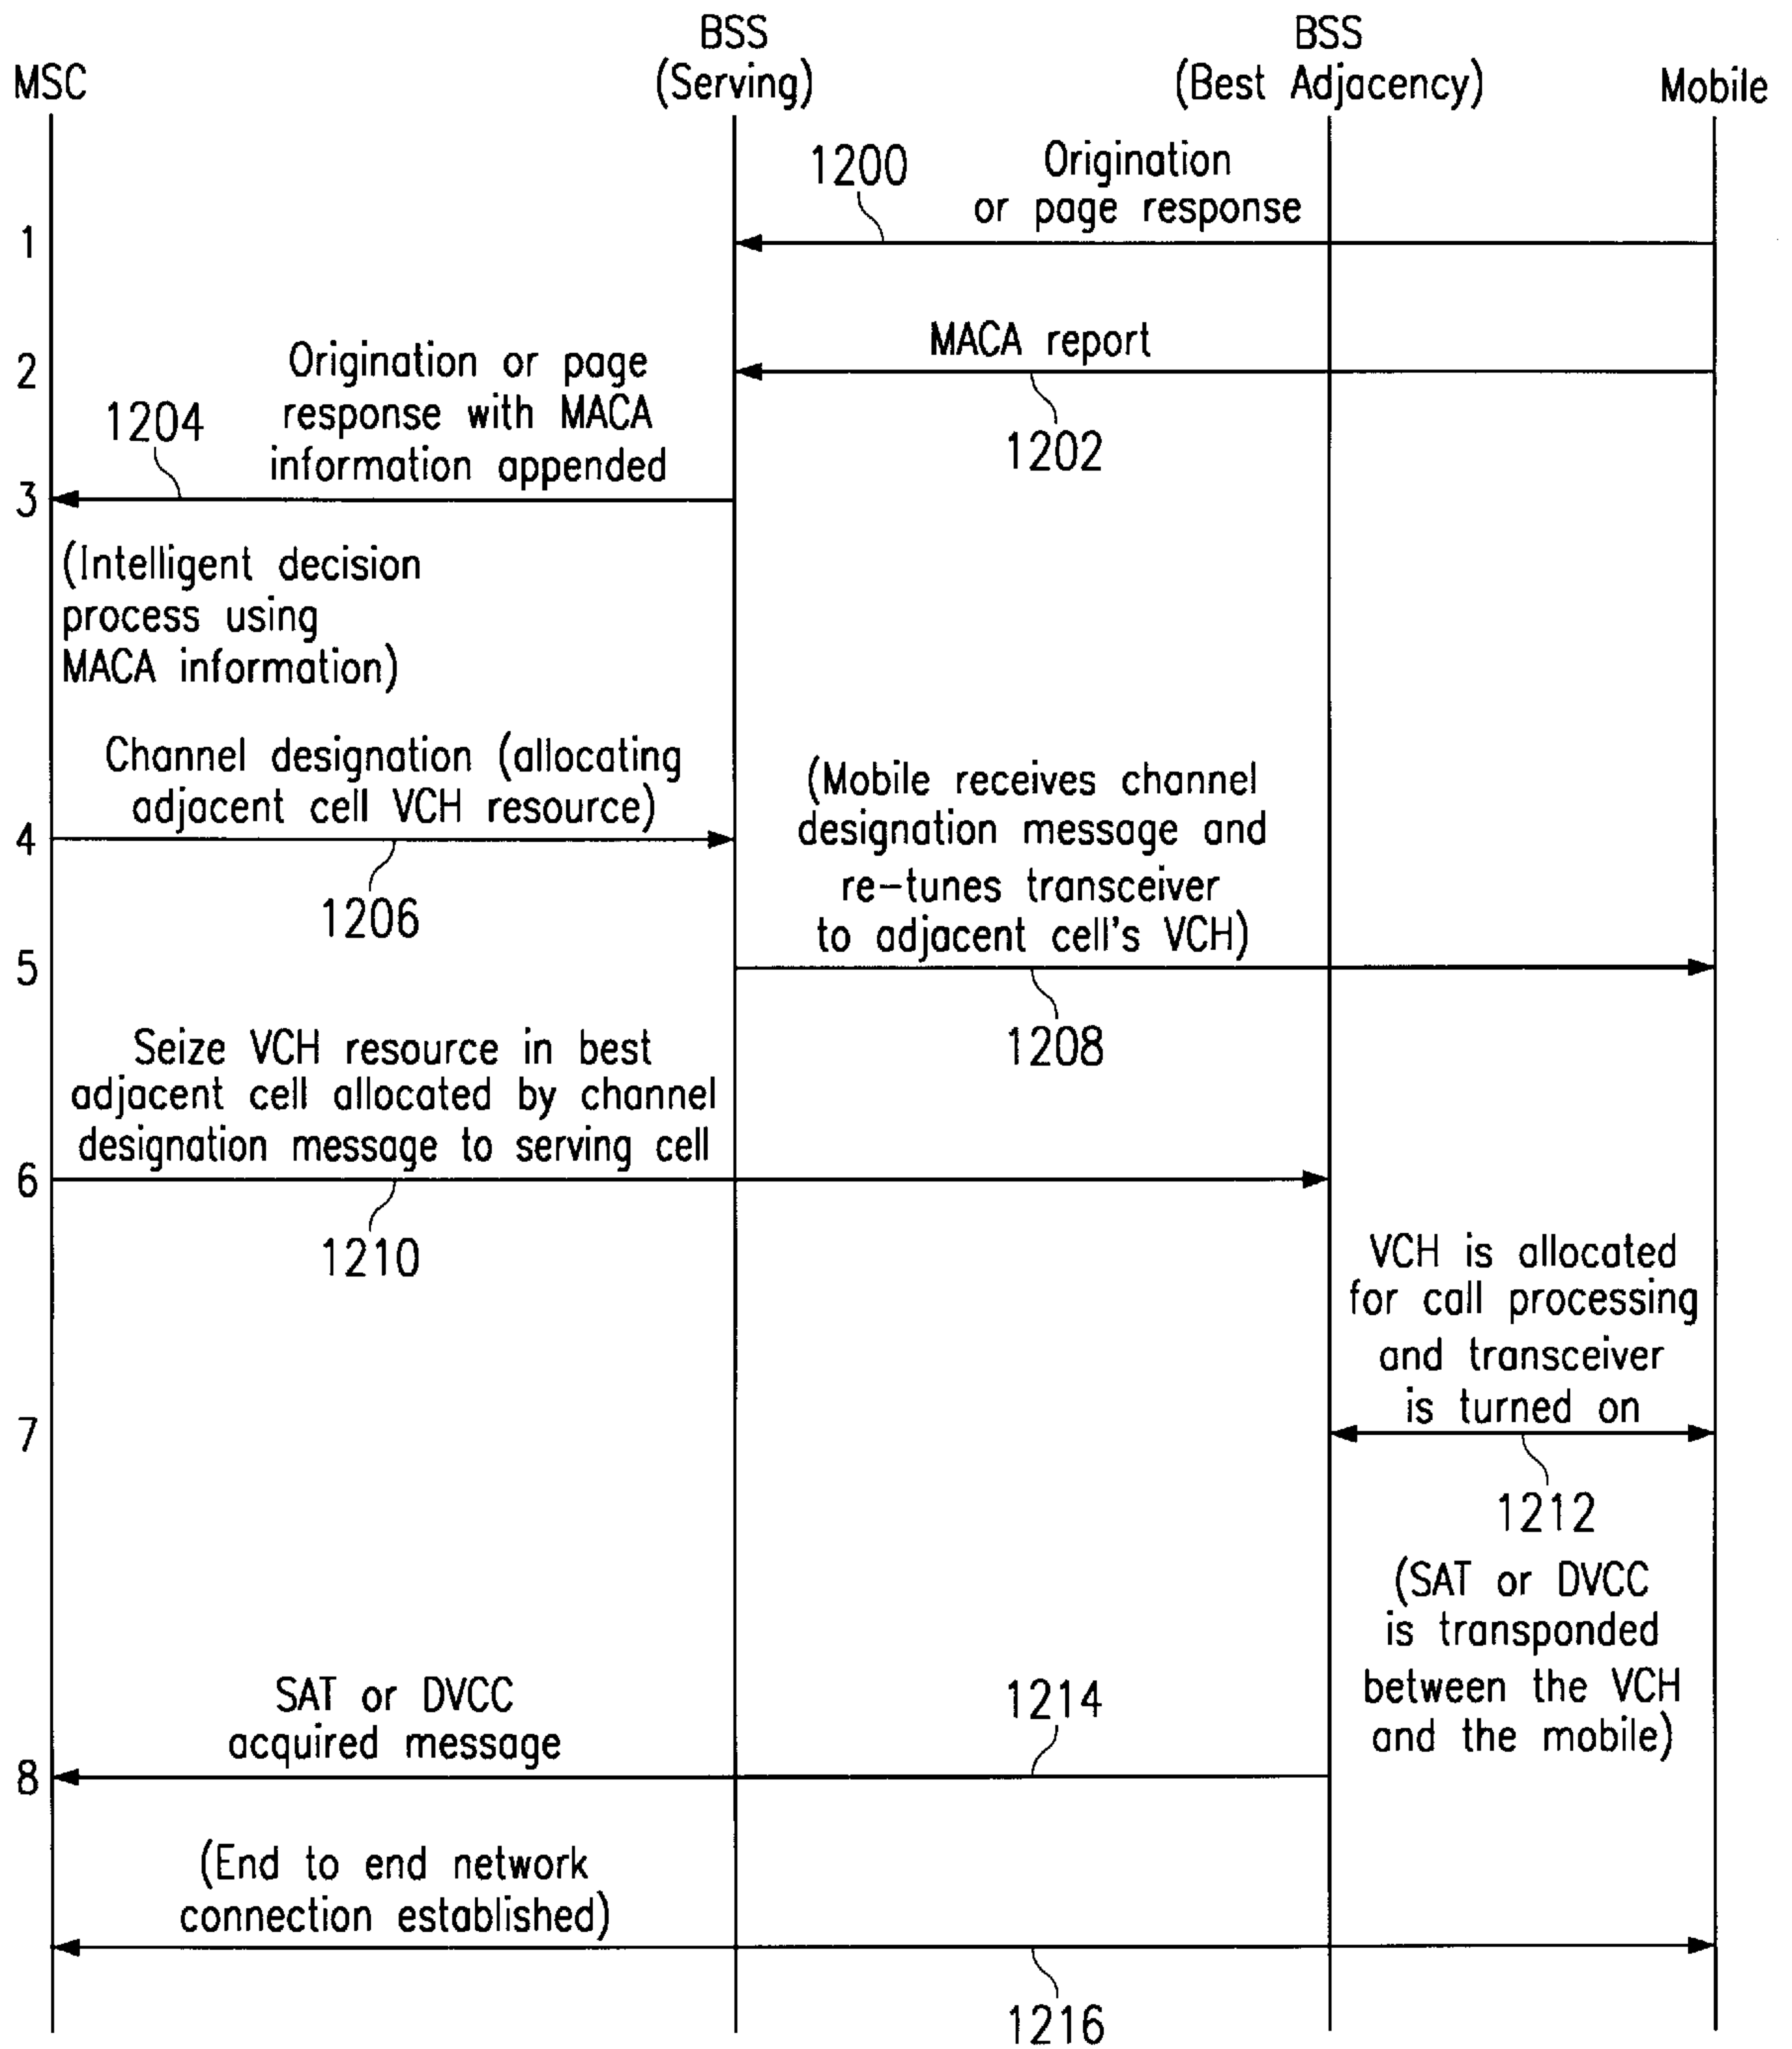 MSC
BSS
(Serving)
BSS
(Best Adjacency)
Mobile
1200
Origination
or page response
1
MACA report
2
1202
Origination or page
response with MACA
information appended
1204
3
(Intelligent decision
process using
MACA information)
Channel designation (allocating
adjacent cell VCH resource)
4
1206
(Mobile receives channel
designation message and
re-tunes transceiver
to adjacent cell's VCH)
5
1208
Seize VCH resource in best
adjacent cell allocated by channel
designation message to serving cell
6
1210
VCH is allocated
for call processing
and transceiver
is turned on
7
1212
(SAT or DVCC
is transponded
between the VCH
and the mobile)
SAT or DVCC
acquired message
1214
8
(End to end network
connection established)
1216